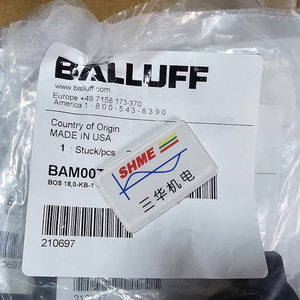 BALLUFF
www.balluff.com
Europe +49 7158 173-370
America 1-800-543-8390
Country of Origin
MADE IN USA
1 : Stuck/pcs
BAM007
SHME
三华机电
BOS 18,0-KB-1
210697